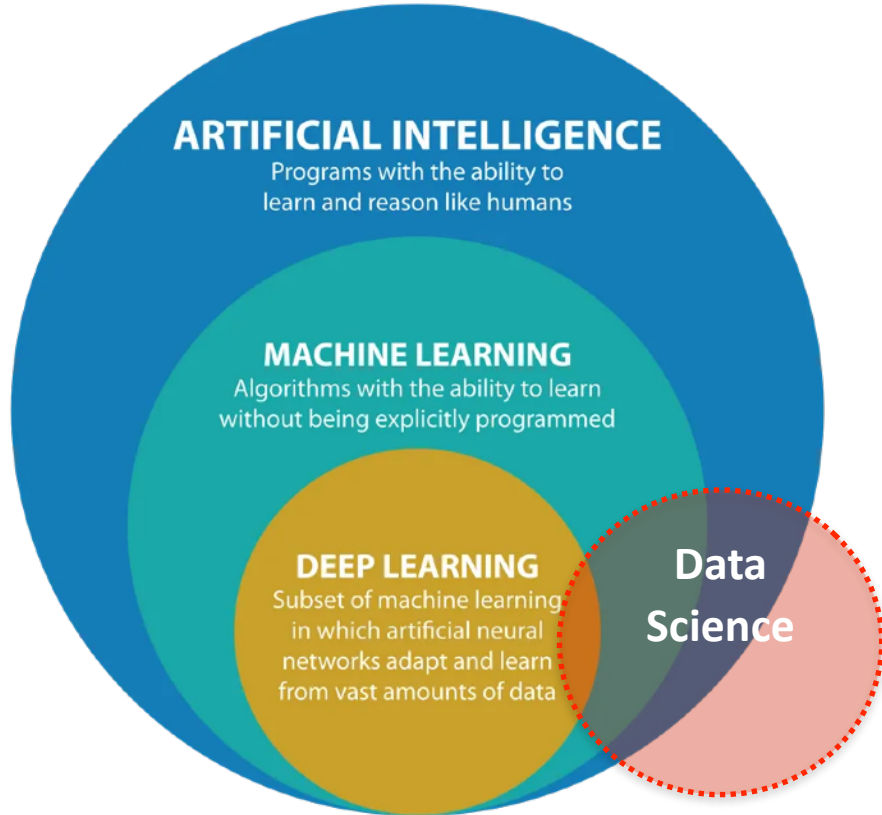 ARTIFICIAL INTELLIGENCE
Programs with the ability to
learn and reason like humans
MACHINE LEARNING
Algorithms with the ability to learn
without being explicitly programmed
DEEP LEARNING
Subset of machine learning
in which artificial neural
networks adapt and learn
from vast amounts of data
Data
Science